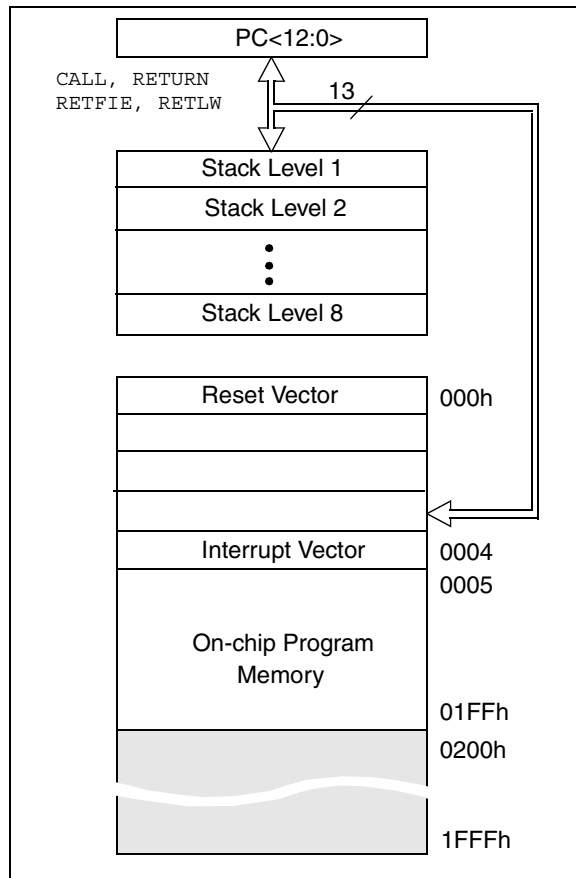 PC<12:0>
CALL, RETURN
RETFIE, RETLW
13
Stack Level 1
Stack Level 2
Stack Level 8
Reset Vector
000h
Interrupt Vector
0004
0005
On-chip Program
Memory
01FFh
0200h
1FFFh